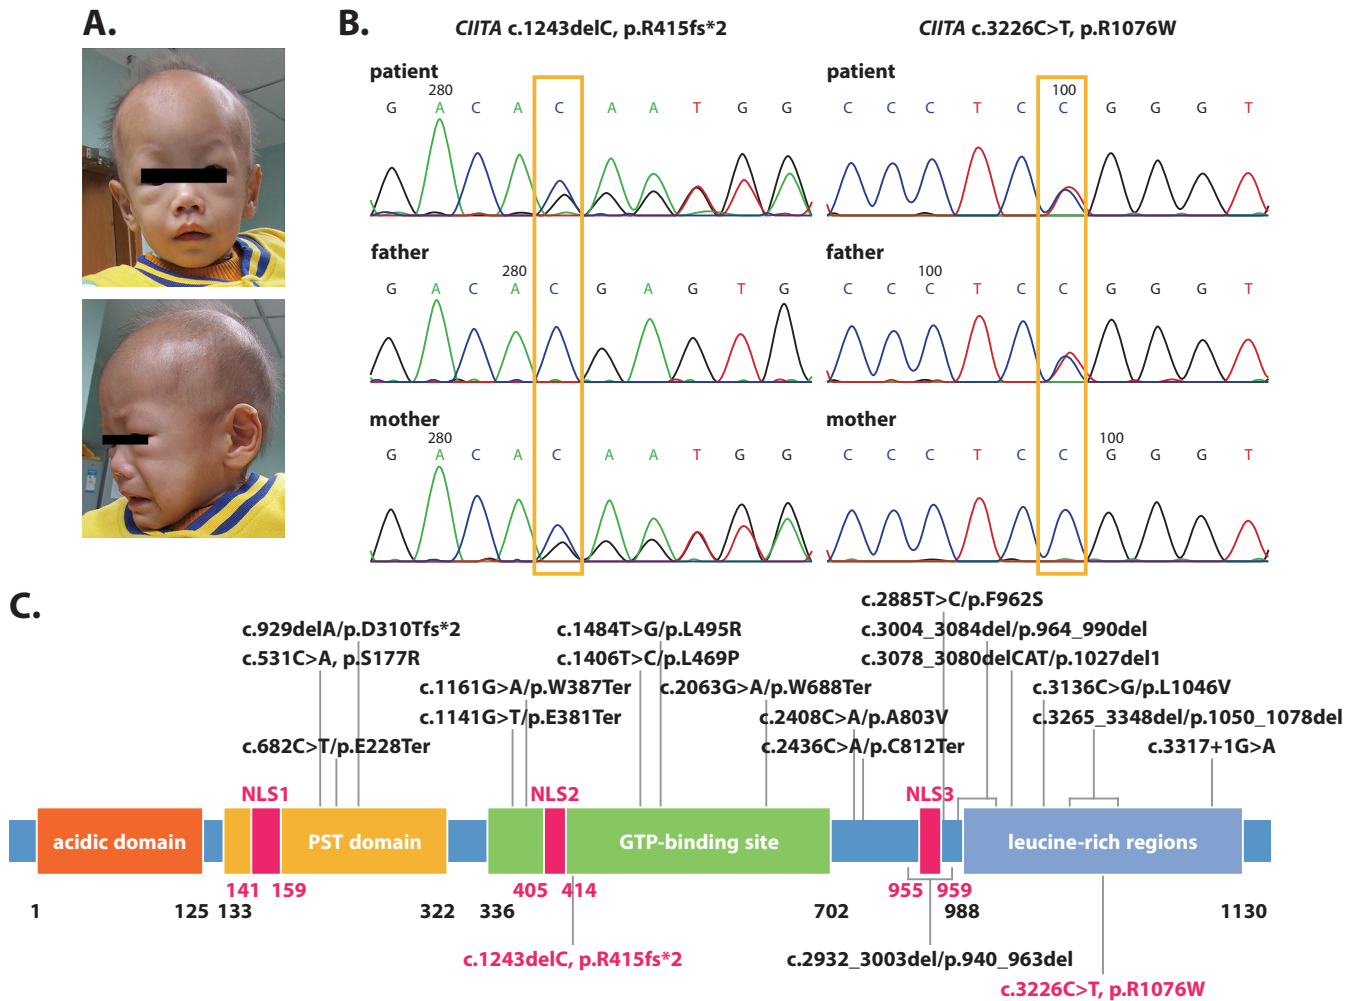 A.
B.
CIITA c.1243delC, p.R415fs*2
CIITA c.3226C>T, p.R1076W
patient
280
G A C A C A A T G G
patient
100
C C C T C C G G G T
father
280
G A C A C G A G T G
father
100
C C C T C C G G G T
mother
280
G A C A C A A T G G
mother
100
C C C T C C G G G T
C.
c.2885T>C/p.F962S
c.929delA/p.D310Tfs*2
c.1484T>G/p.L495R
c.3004_3084del/p.964_990del
c.531C>A, p.S177R
c.1406T>C/p.L469P
c.3078_3080delCAT/p.1027del1
c.1161G>A/p.W387Ter
c.2063G>A/p.W688Ter
c.3136C>G/p.L1046V
c.1141G>T/p.E381Ter
c.2408C>A/p.A803V
c.3265_3348del/p.1050_1078del
c.682C>T/p.E228Ter
c.2436C>A/p.C812Ter
c.3317+1G>A
NLS1
NLS2
NLS3
acidic domain
PST domain
GTP-binding site
leucine-rich regions
141 159
405 414
955 959
1
125 133
322 336
702
988
1130
c.1243delC, p.R415fs*2
c.2932_3003del/p.940_963del
c.3226C>T, p.R1076W